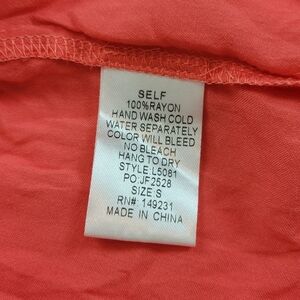 SELF
100%RAYON
HAND WASH COLD
WATER SEPARATELY
COLOR WILL BLEED
NO BLEACH
HANG TO DRY
STYLE:L5081
PO:JF2528
SIZE:S
RN# 149231
MADE IN CHINA